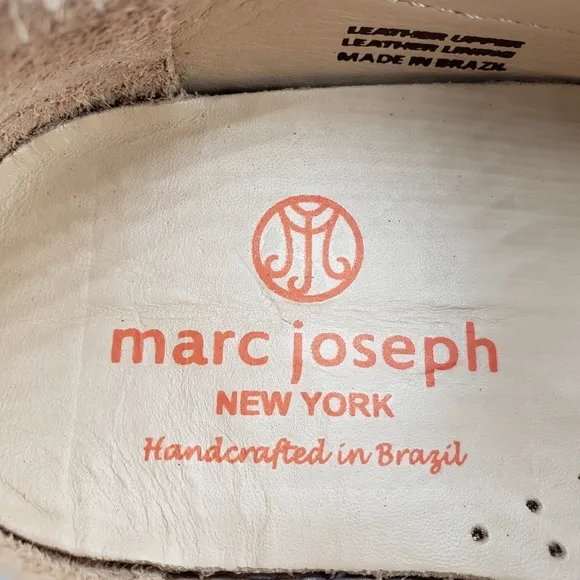 LEATHER UPPER
LEATHER LINING
MADE IN BRAZIL
marc joseph
NEW YORK
Handcrafted in Brazil